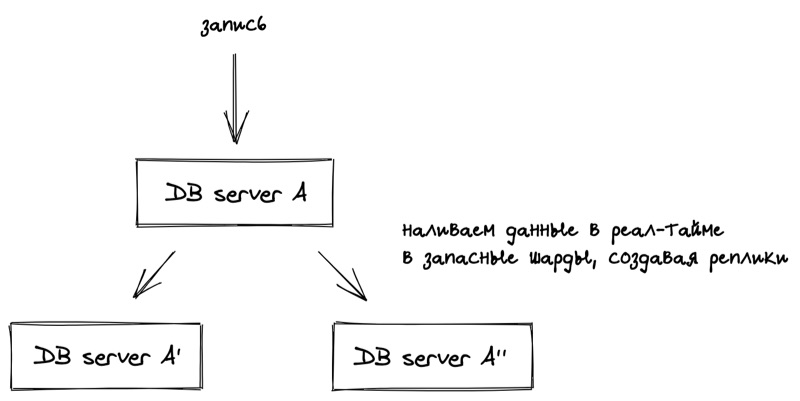 запись
DB server A
наливаем данные в реал-тайме
в запасные шарды, создавая реплики
DB server A'
DB server A''